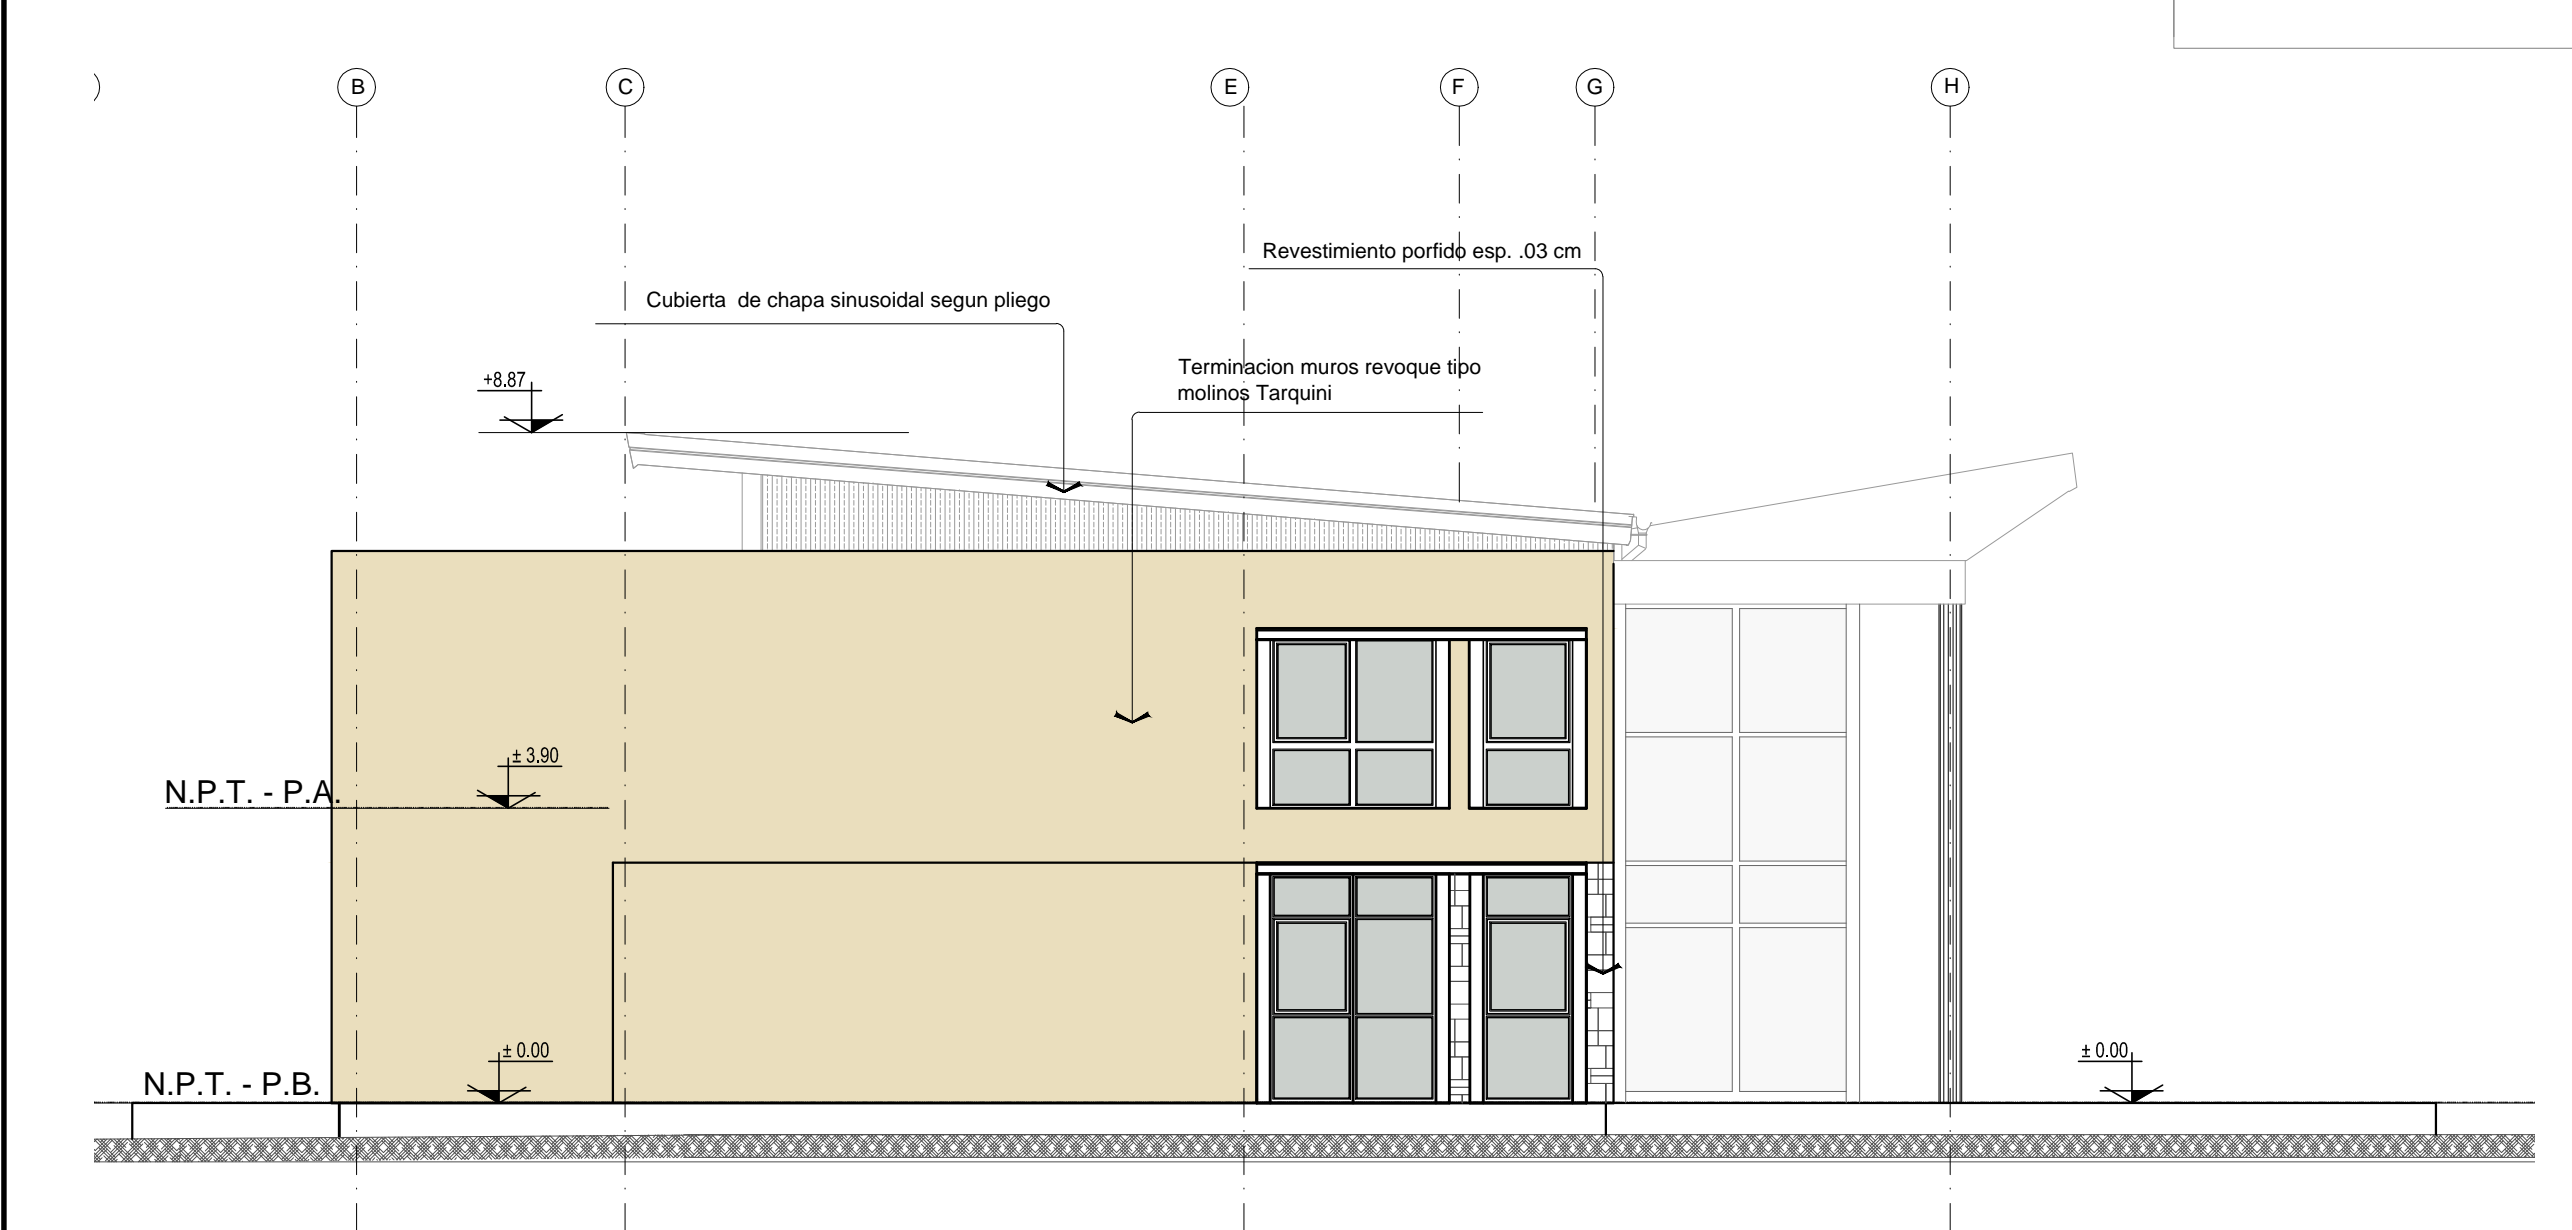 B
C
E
F
G
H
Revestimiento porfido esp. .03 cm
Cubierta  de chapa sinusoidal segun pliego
Terminacion muros revoque tipo
molinos Tarquini
+8.87
± 3.90
N.P.T. - P.A.
± 0.00
± 0.00
N.P.T. - P.B.